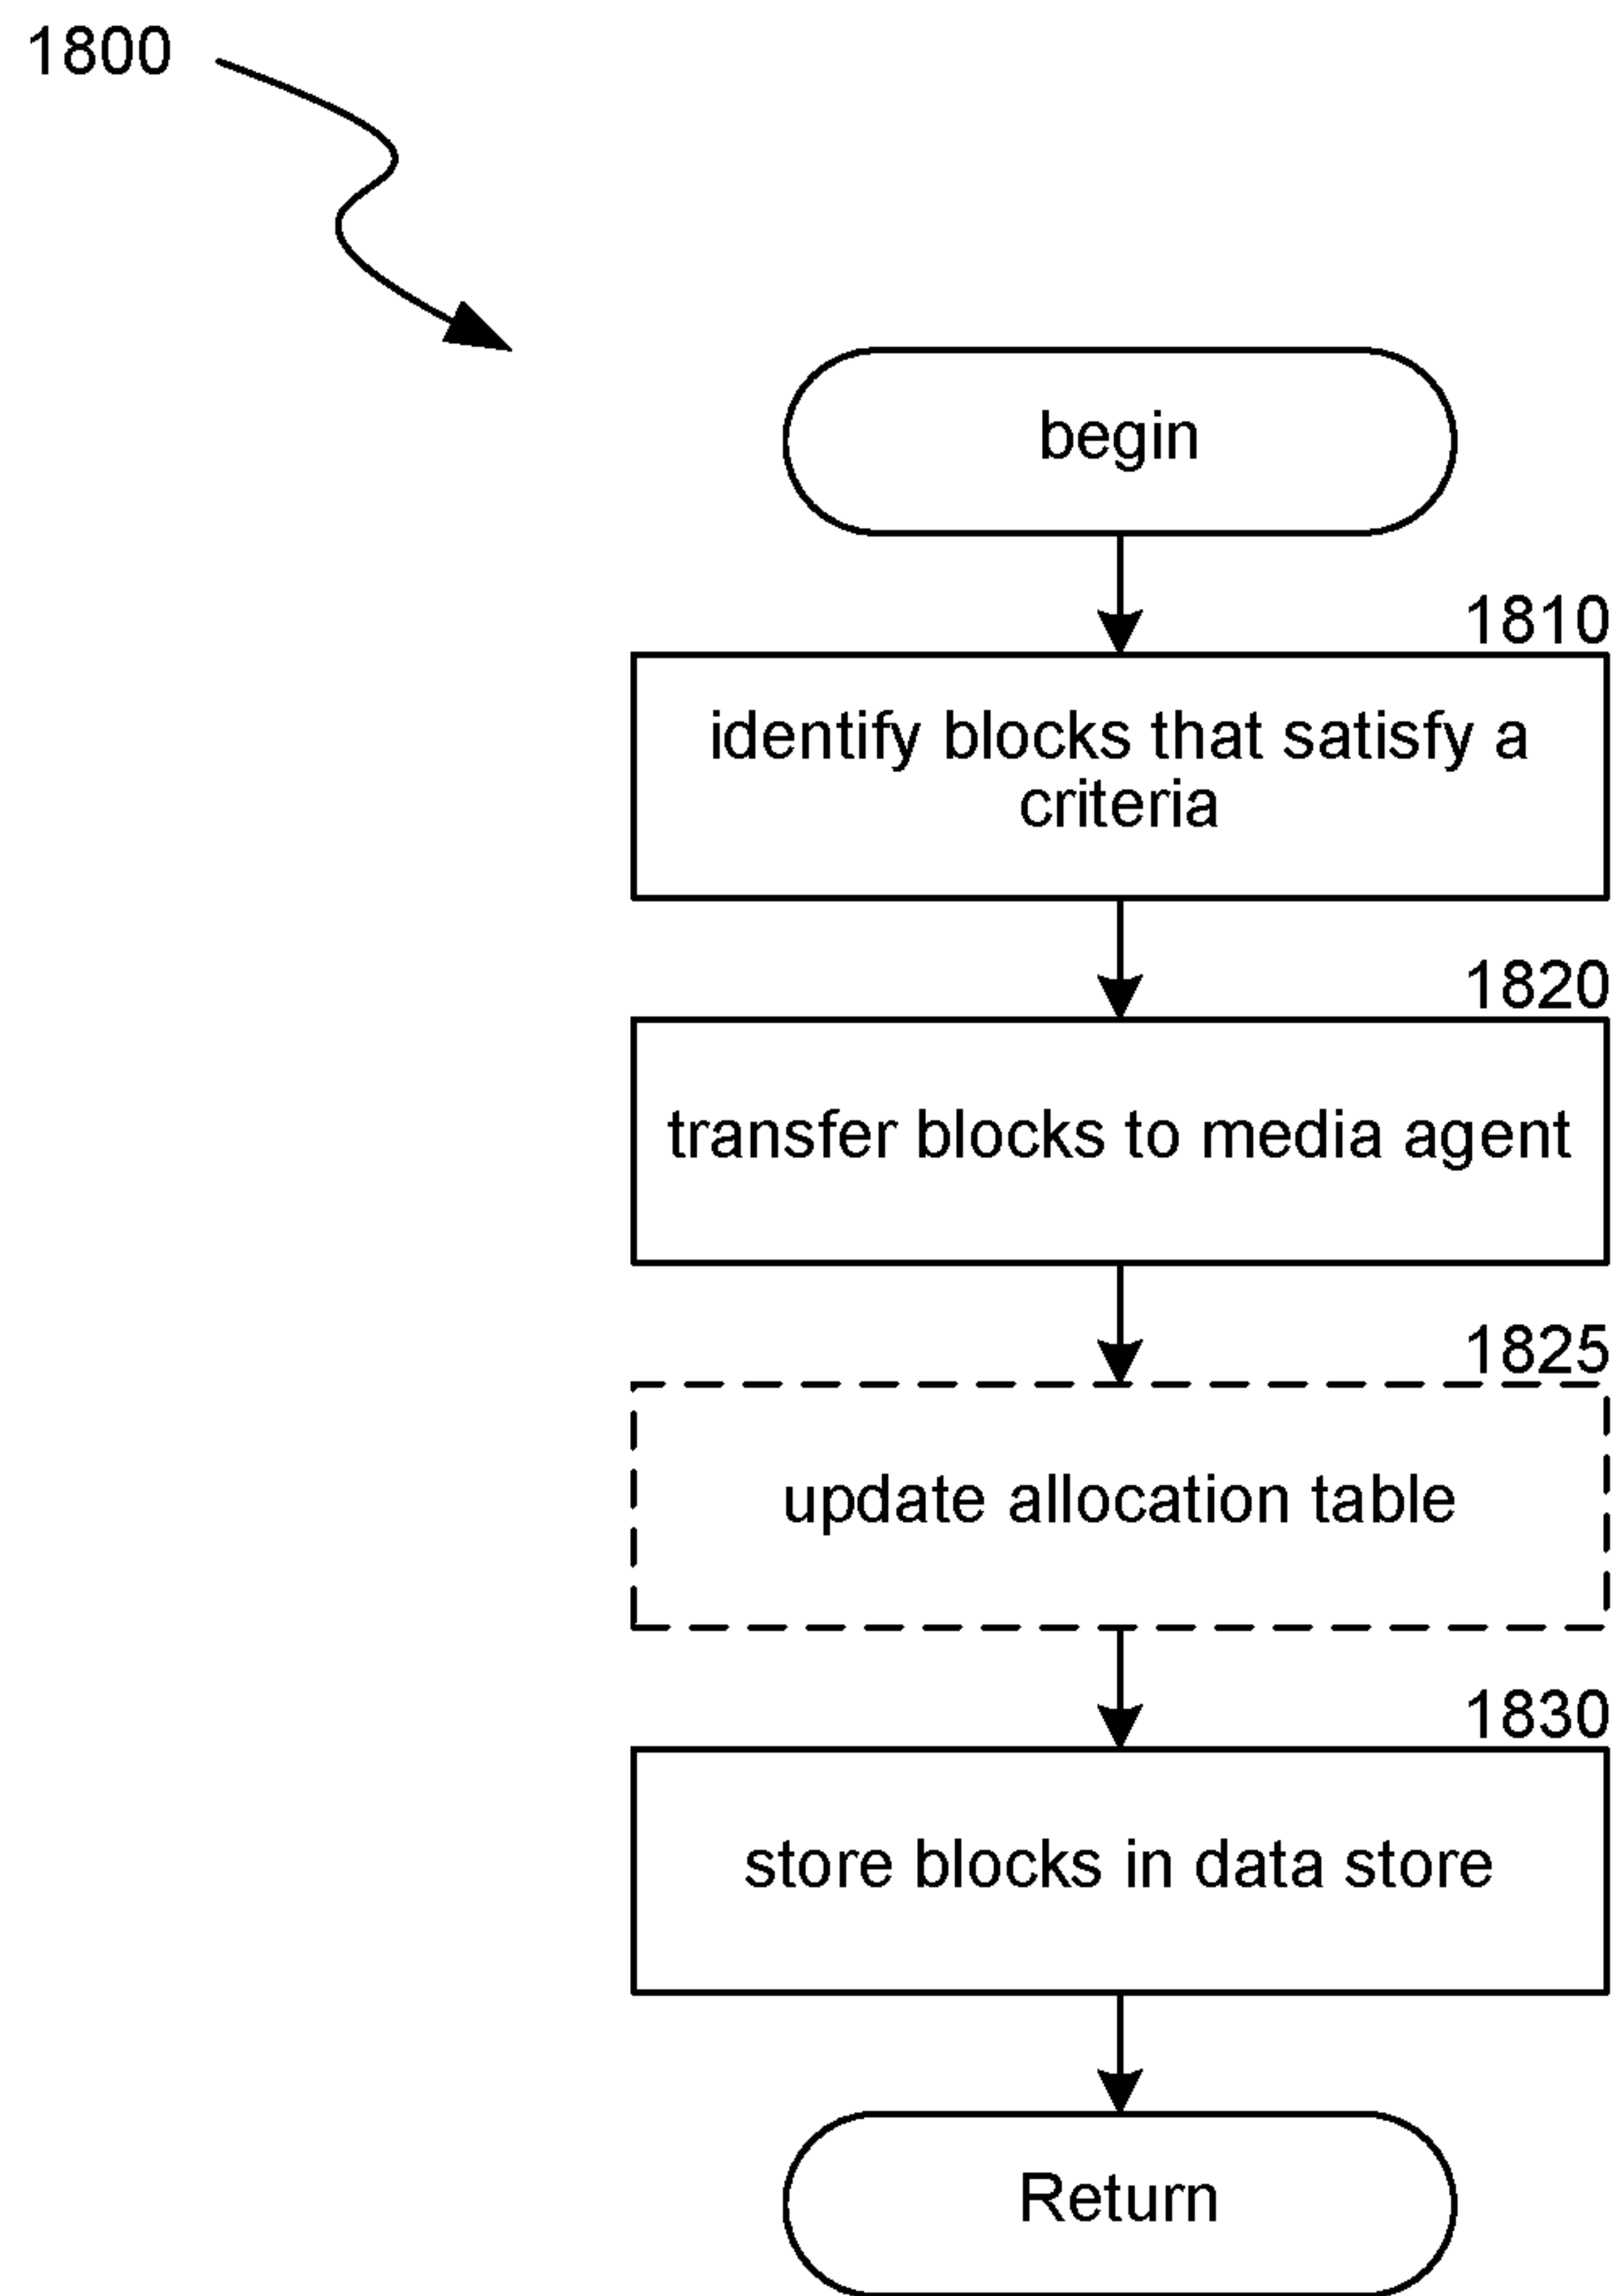 1800
begin
1810
identify blocks that satisfy a
criteria
1820
transfer blocks to media agent
1825
update allocation table
1830
store blocks in data store
Return